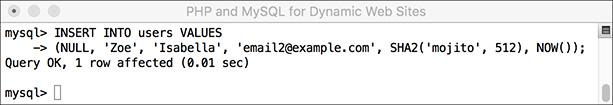 PHP and MySQL for Dynamic Web Sites
mysql> INSERT INTO users VALUES
    -> (NULL, 'Zoe', 'Isabella', 'email2@example.com', SHA2('mojito', 512), NOW());
Query OK, 1 row affected (0.01 sec)
mysql>